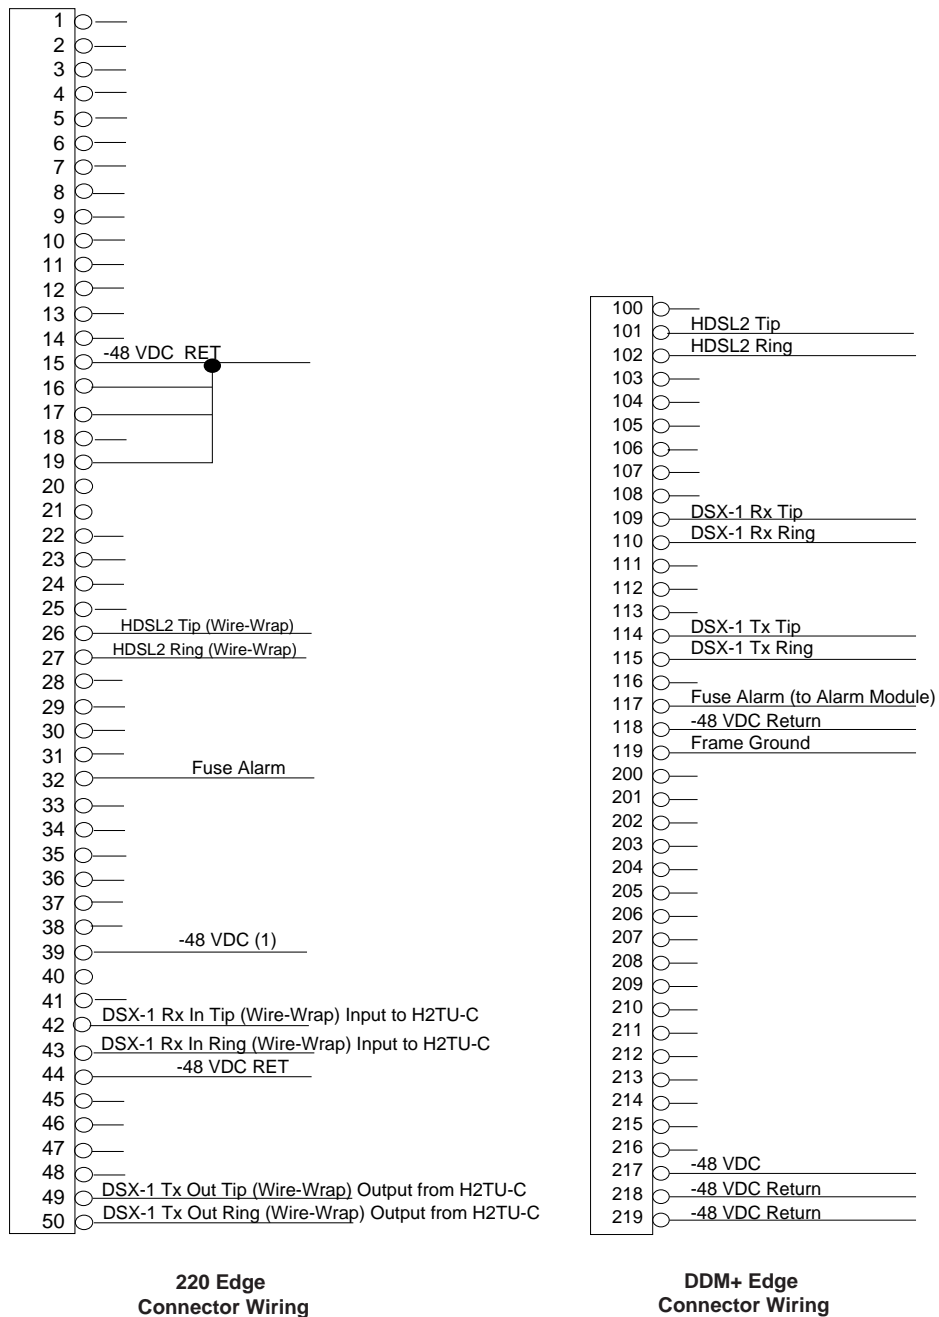 1
2
3
4
5
6
7
8
9
10
11
12
13
14
15 -48 VDC RET
16
17
18
19
20
21
22
23
24
25
26 HDSL2 Tip (Wire-Wrap)
27 HDSL2 Ring (Wire-Wrap)
28
29
30
31
32 Fuse Alarm
33
34
35
36
37
38
39 -48 VDC (1)
40
41
42 DSX-1 Rx In Tip (Wire-Wrap) Input to H2TU-C
43 DSX-1 Rx In Ring (Wire-Wrap) Input to H2TU-C
44 -48 VDC RET
45
46
47
48
49 DSX-1 Tx Out Tip (Wire-Wrap) Output from H2TU-C
50 DSX-1 Tx Out Ring (Wire-Wrap) Output from H2TU-C
220 Edge
Connector Wiring
100
101 HDSL2 Tip
102 HDSL2 Ring
103
104
105
106
107
108
109 DSX-1 Rx Tip
110 DSX-1 Rx Ring
111
112
113
114 DSX-1 Tx Tip
115 DSX-1 Tx Ring
116
117 Fuse Alarm (to Alarm Module)
118 -48 VDC Return
119 Frame Ground
200
201
202
203
204
205
206
207
208
209
210
211
212
213
214
215
216
217 -48 VDC
218 -48 VDC Return
219 -48 VDC Return
DDM+ Edge
Connector Wiring